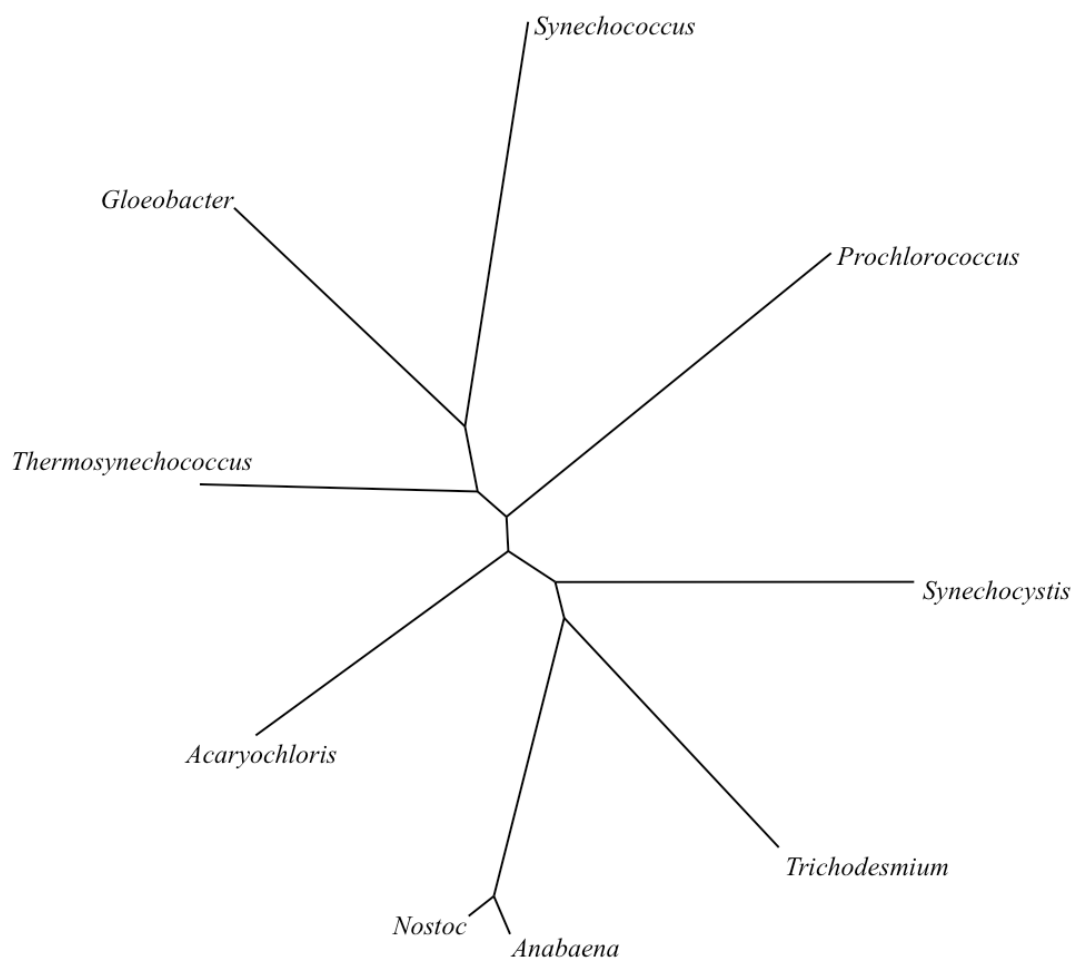 Synechococcus
Gloeobacter
Prochlorococcus
Thermosynechococcus
Synechocystis
Acaryochloris
Trichodesmium
Nostoc
Anabaena